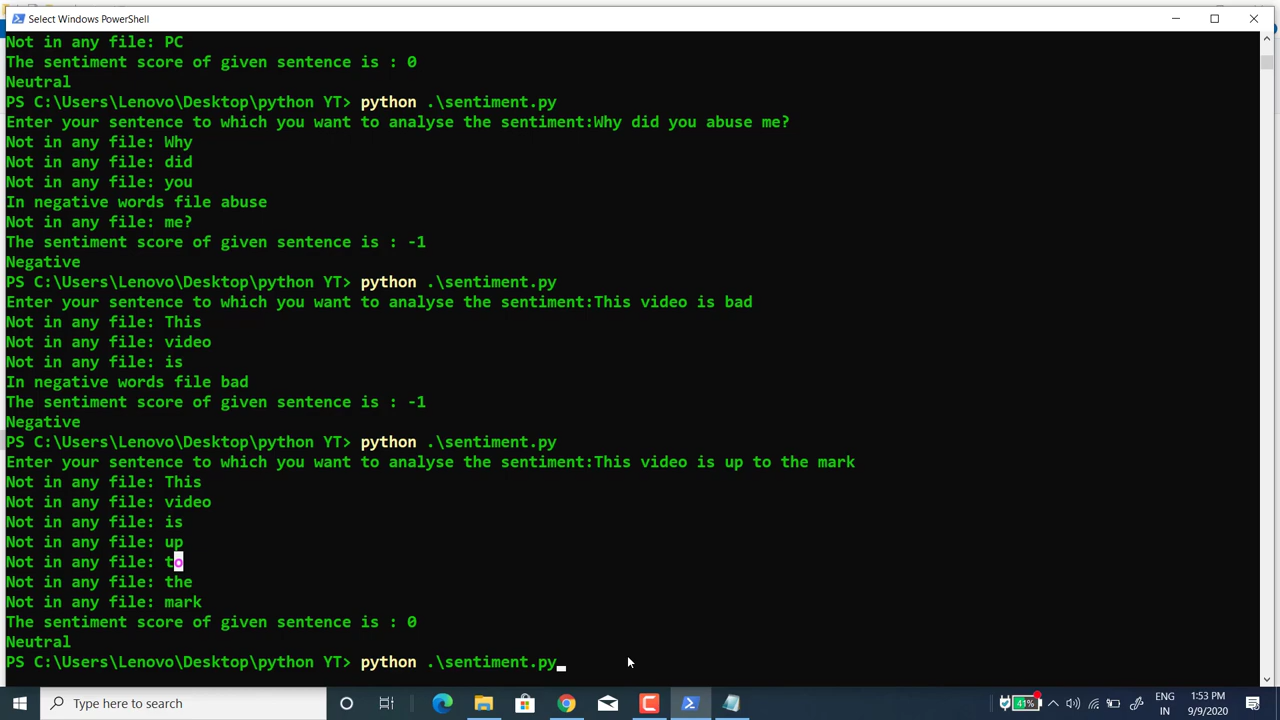 Select Windows PowerShell
Not in any file: PC
The sentiment score of given sentence is : 0
Neutral
PS C:\Users\Lenovo\Desktop\python YT> python .\sentiment.py
Enter your sentence to which you want to analyse the sentiment:Why did you abuse me?
Not in any file: Why
Not in any file: did
Not in any file: you
In negative words file abuse
Not in any file: me?
The sentiment score of given sentence is : -1
Negative
PS C:\Users\Lenovo\Desktop\python YT> python .\sentiment.py
Enter your sentence to which you want to analyse the sentiment:This video is bad
Not in any file: This
Not in any file: video
Not in any file: is
In negative words file bad
The sentiment score of given sentence is : -1
Negative
PS C:\Users\Lenovo\Desktop\python YT> python .\sentiment.py
Enter your sentence to which you want to analyse the sentiment:This video is up to the mark
Not in any file: This
Not in any file: video
Not in any file: is
Not in any file: up
Not in any file: to
Not in any file: the
Not in any file: mark
The sentiment score of given sentence is : 0
Neutral
PS C:\Users\Lenovo\Desktop\python YT> python .\sentiment.py
Type here to search
41%
ENG
IN
1:53 PM
9/9/2020